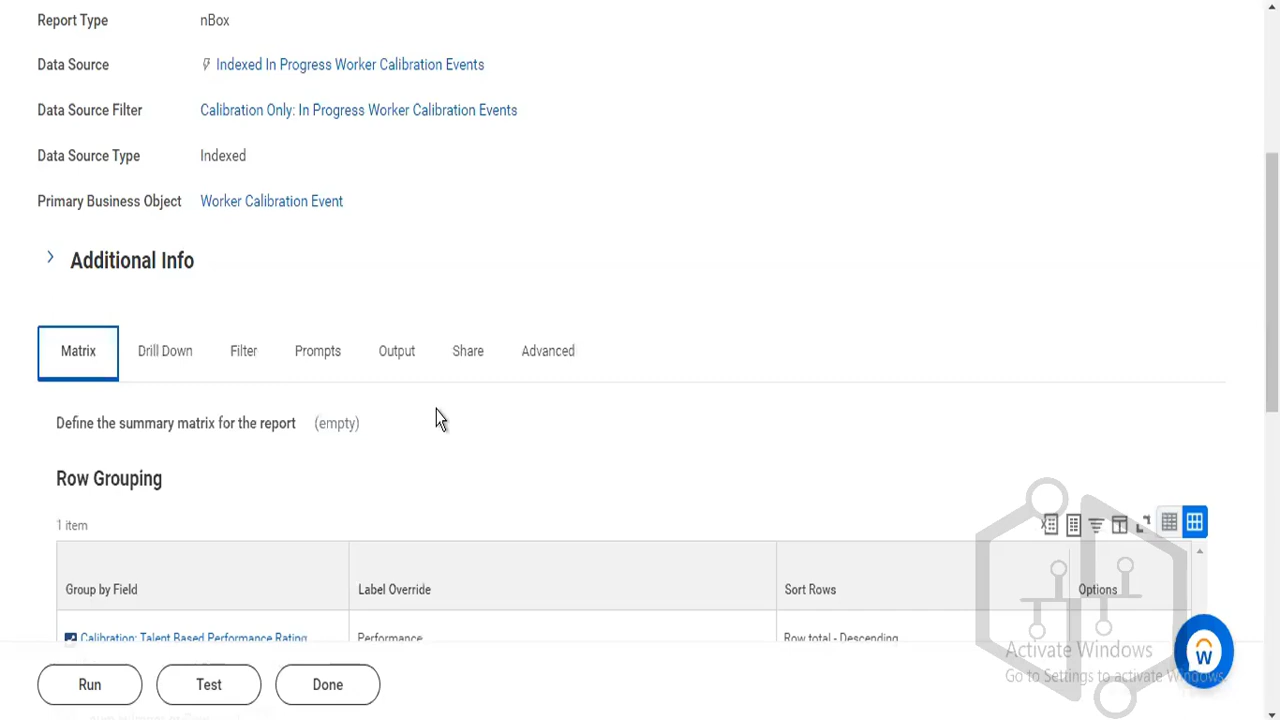 Report Type nBox
Data Source Indexed In Progress Worker Calibration Events
Data Source Filter Calibration Only: In Progress Worker Calibration Events
Data Source Type Indexed
Primary Business Object Worker Calibration Event
Additional Info
Matrix Drill Down Filter Prompts Output Share Advanced
Define the summary matrix for the report (empty)
Row Grouping
1 item
Group by Field Label Override Sort Rows Options
Calibration: Talent Based Performance Rating Performance Row total - Descending
Activate Windows
Go to Settings to activate Windows.
Run Test Done